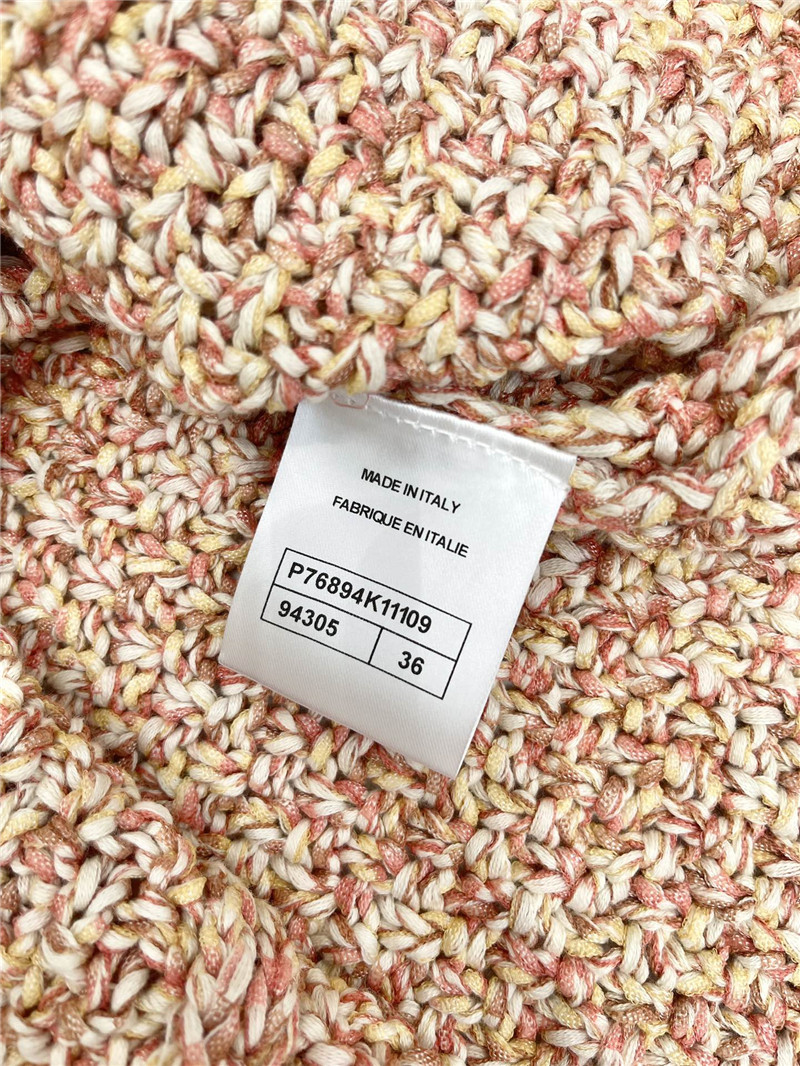 MADE IN ITALY
FABRIQUE EN ITALIE
P76894K11109
94305
36